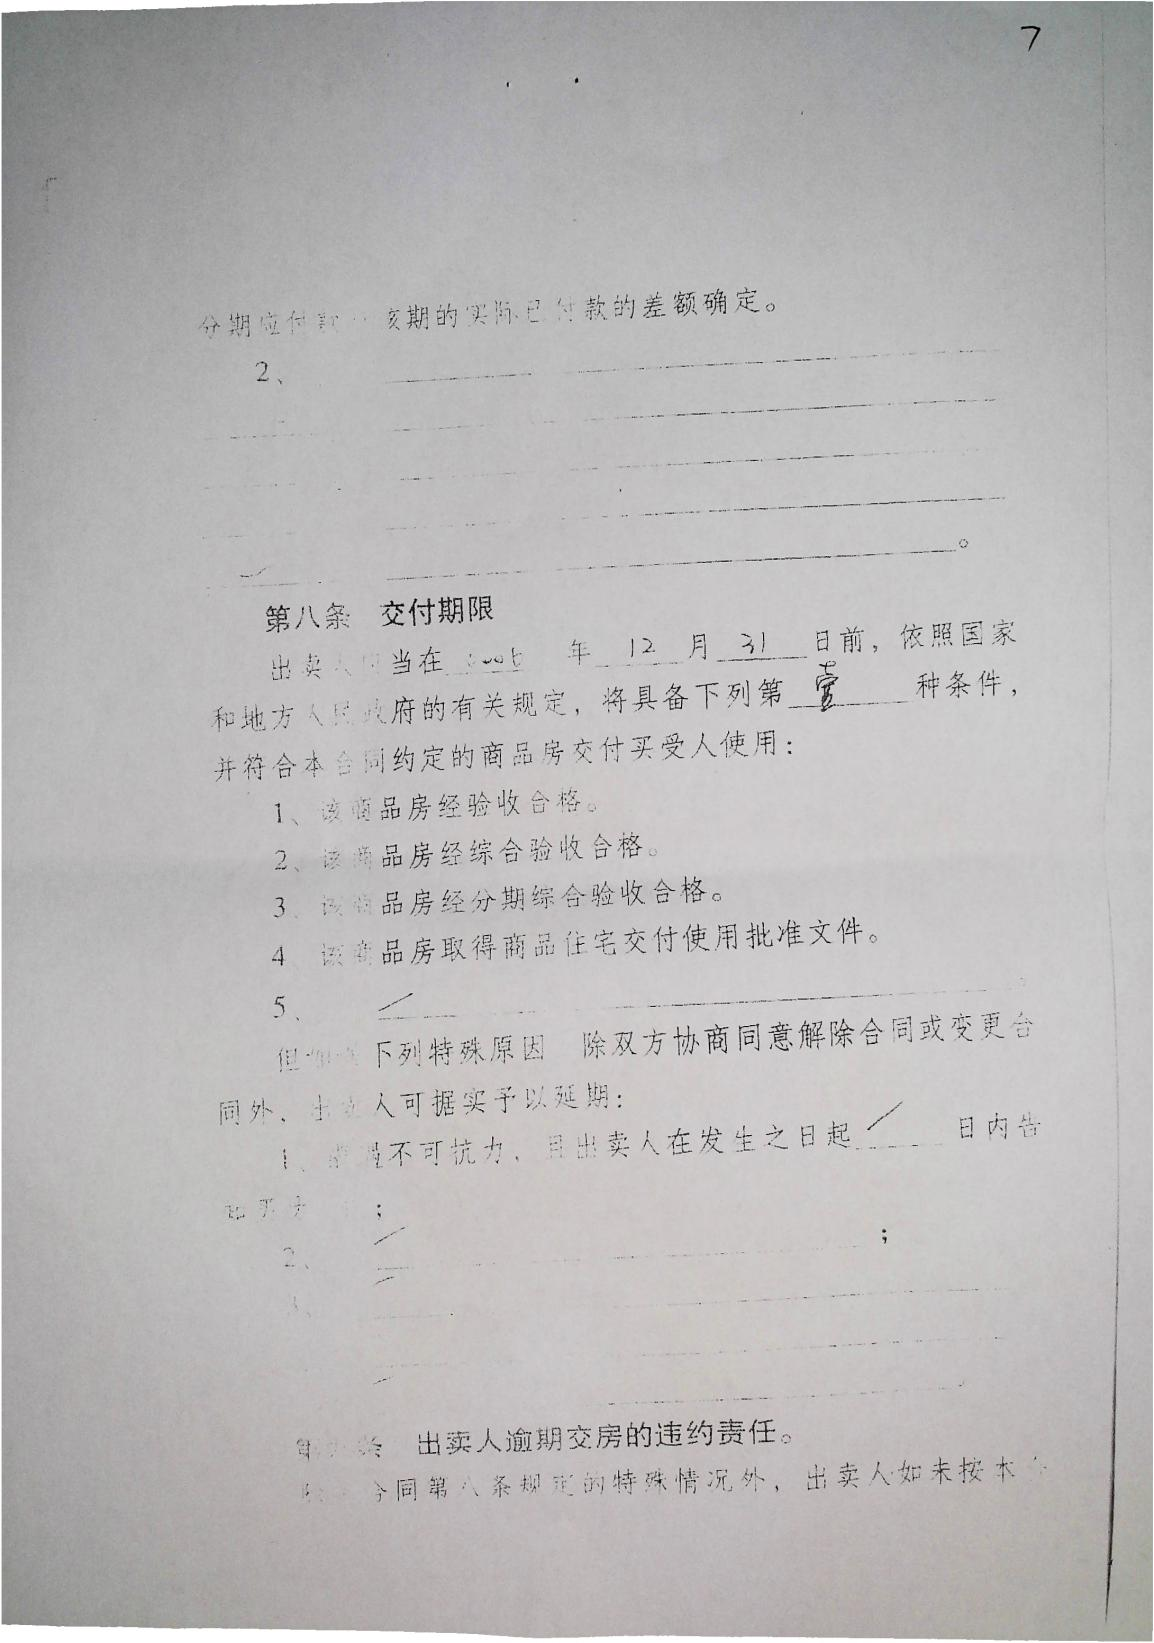 7
分期应付款 该期的实际已付款的差额确定。
2、
。
第八条 交付期限
出卖人 当在 年 12 月 31 日前，依照国家
和地方人民政府的有关规定，将具备下列第 壹 种条件，
并符合本合同约定的商品房交付买受人使用：
1、该商品房经验收合格。
2、该商品房经综合验收合格。
3 该商品房经分期综合验收合格。
4 该商品房取得商品住宅交付使用批准文件。
5、
但 下列特殊原因 除双方协商同意解除合同或变更合
同外、出卖人可据实予以延期：
1、 不可抗力、且出卖人在发生之日起 日内告
；
2、 ；
3、
条 出卖人逾期交房的违约责任。
合同第八条规定的特殊情况外，出卖人如未按本